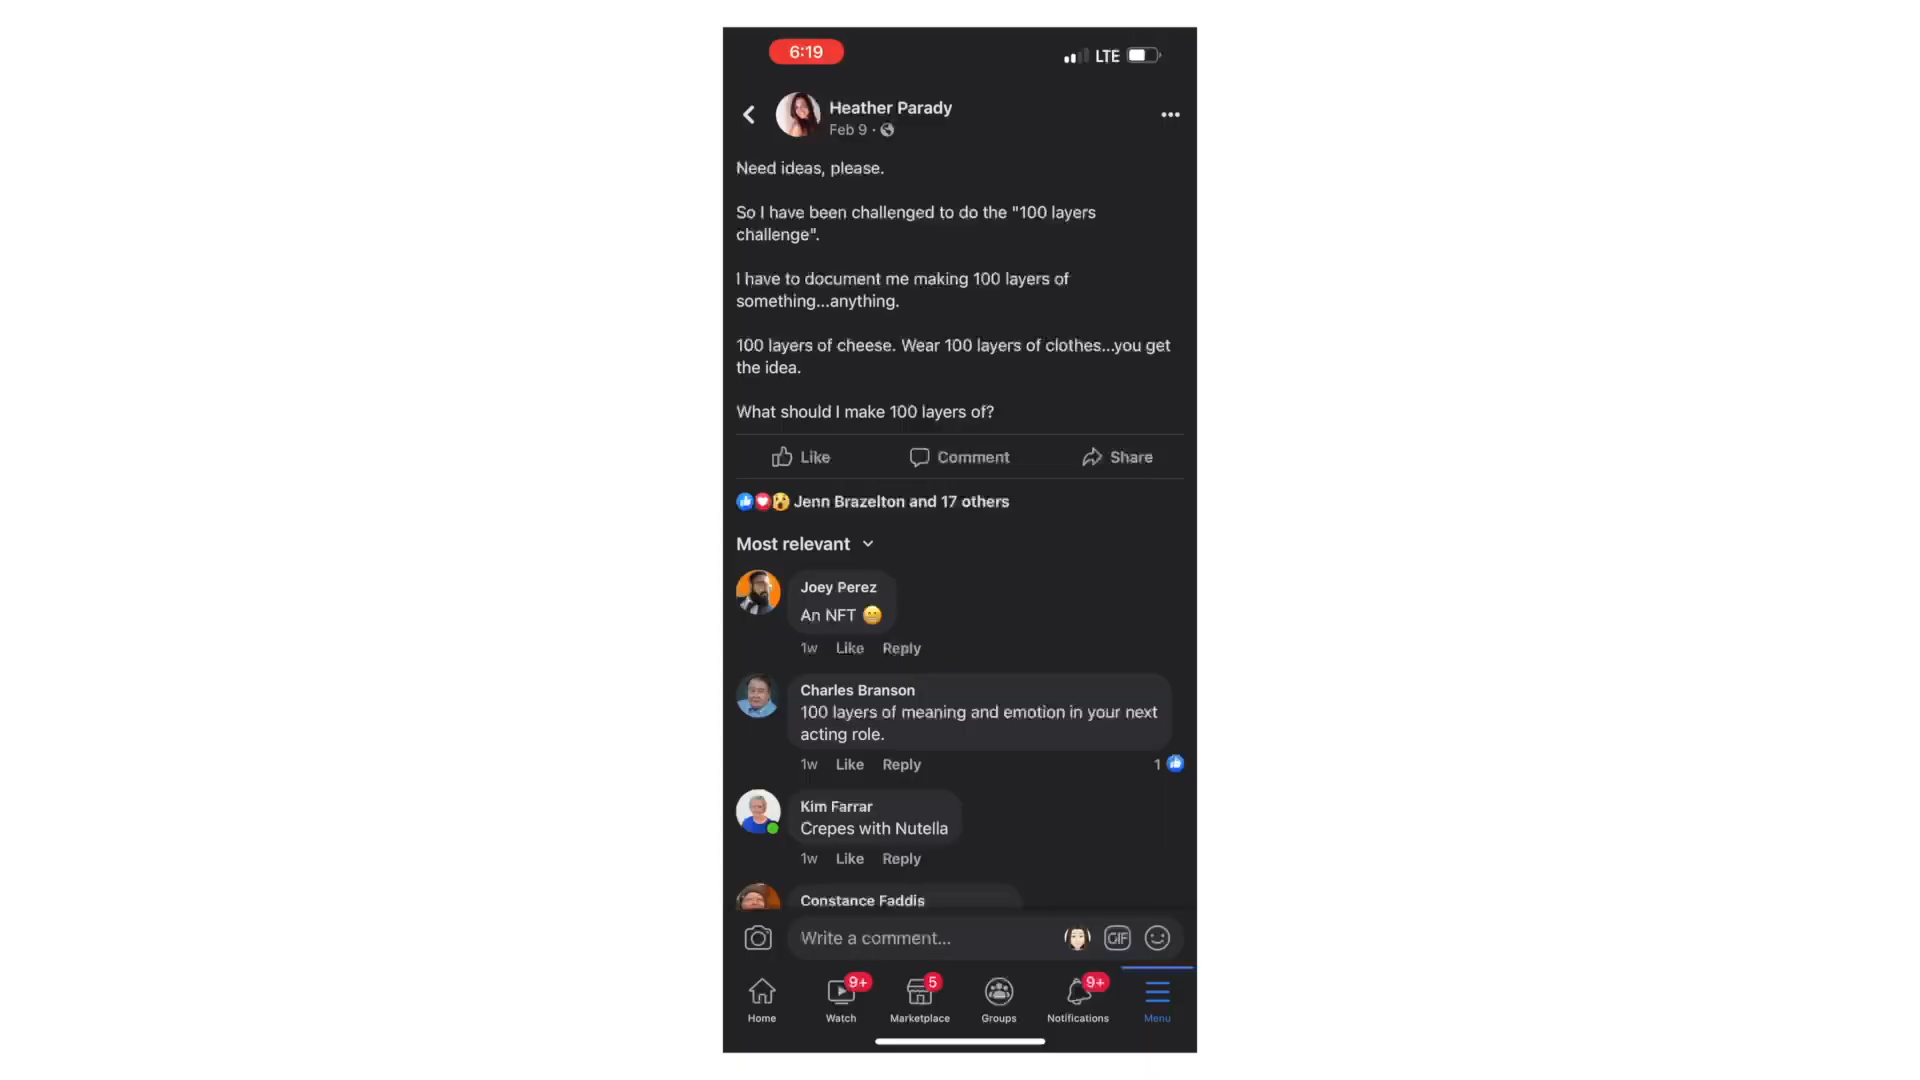 6:19
LTE
Heather Parady
Feb 9 ·
Need ideas, please.
So I have been challenged to do the "100 layers
challenge".
I have to document me making 100 layers of
something...anything.
100 layers of cheese. Wear 100 layers of clothes...you get
the idea.
What should I make 100 layers of?
Like Comment Share
Jenn Brazelton and 17 others
Most relevant
Joey Perez
An NFT 😁
1w Like Reply
Charles Branson
100 layers of meaning and emotion in your next
acting role.
1w Like Reply 1
Kim Farrar
Crepes with Nutella
1w Like Reply
Constance Faddis
Write a comment... GIF
9+ 5 9+
Home Watch Marketplace Groups Notifications Menu